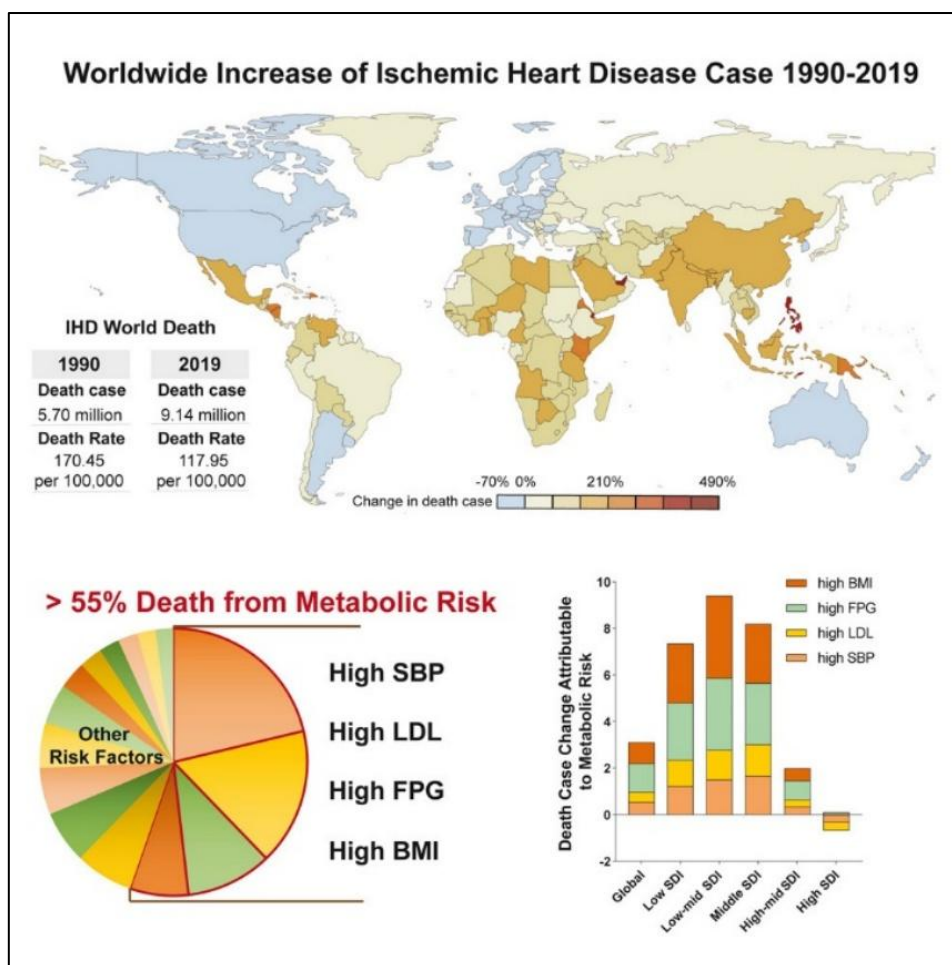 Worldwide Increase of Ischemic Heart Disease Case 1990-2019
IHD World Death
1990 2019
Death case Death case
5.70 million 9.14 million
Death Rate Death Rate
170.45 117.95
per 100,000 per 100,000
-70% 0% 210% 490%
Change in death case
> 55% Death from Metabolic Risk
High SBP
High LDL
High FPG
High BMI
Other
Risk Factors
Death Case Change Attributable
to Metabolic Risk
10
8
6
4
2
0
-2
high BMI
high FPG
high LDL
high SBP
Global
Low SDI
Low-mid SDI
Middle SDI
High-mid SDI
High SDI